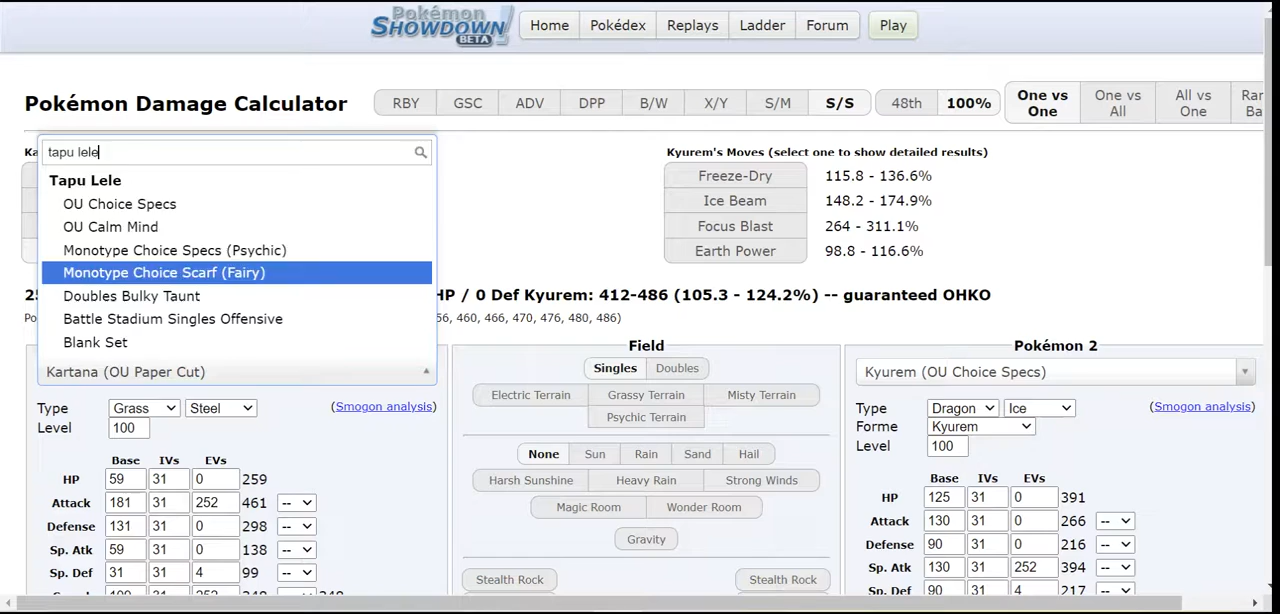 Pokémon
SHOWDOWN!
BETA
Home Pokédex Replays Ladder Forum Play
Pokémon Damage Calculator RBY GSC ADV DPP B/W X/Y S/M S/S 48th 100% One vs One One vs All All vs One
tapu lele
Tapu Lele
OU Choice Specs
OU Calm Mind
Monotype Choice Specs (Psychic)
Monotype Choice Scarf (Fairy)
Doubles Bulky Taunt
Battle Stadium Singles Offensive
Blank Set
Kartana (OU Paper Cut)
Kyurem's Moves (select one to show detailed results)
Freeze-Dry 115.8 - 136.6%
Ice Beam 148.2 - 174.9%
Focus Blast 264 - 311.1%
Earth Power 98.8 - 116.6%
HP / 0 Def Kyurem: 412-486 (105.3 - 124.2%) -- guaranteed OHKO
460, 466, 470, 476, 480, 486)
Type Grass Steel (Smogon analysis)
Level 100
Base IVs EVs
HP 59 31 0 259
Attack 181 31 252 461 --
Defense 131 31 0 298 --
Sp. Atk 59 31 0 138 --
Sp. Def 31 31 4 99 --
Field
Singles Doubles
Electric Terrain Grassy Terrain Misty Terrain
Psychic Terrain
None Sun Rain Sand Hail
Harsh Sunshine Heavy Rain Strong Winds
Magic Room Wonder Room
Gravity
Stealth Rock Stealth Rock
Pokémon 2
Kyurem (OU Choice Specs)
Type Dragon Ice (Smogon analysis)
Forme Kyurem
Level 100
Base IVs EVs
HP 125 31 0 391
Attack 130 31 0 266 --
Defense 90 31 0 216 --
Sp. Atk 130 31 252 394 --
Sp. Def 90 31 4 217 --